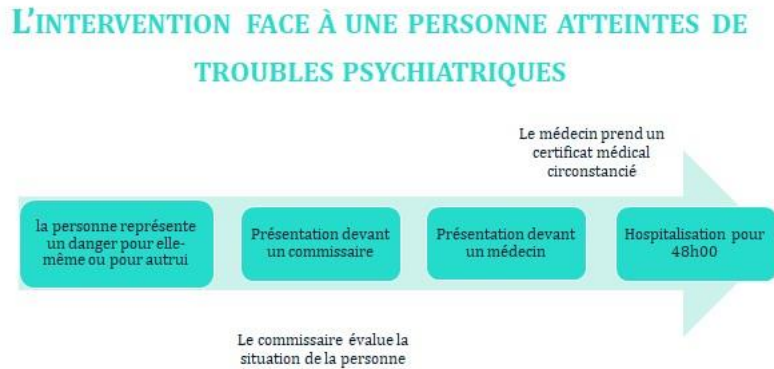 L'INTERVENTION FACE À UNE PERSONNE ATTEINTES DE
TROUBLES PSYCHIATRIQUES
Le médecin prend un
certificat médical
circonstancié
la personne représente
un danger pour elle-
même ou pour autrui
Présentation devant
un commissaire
Présentation devant
un médecin
Hospitalisation pour
48h00
Le commissaire évalue la
situation de la personne